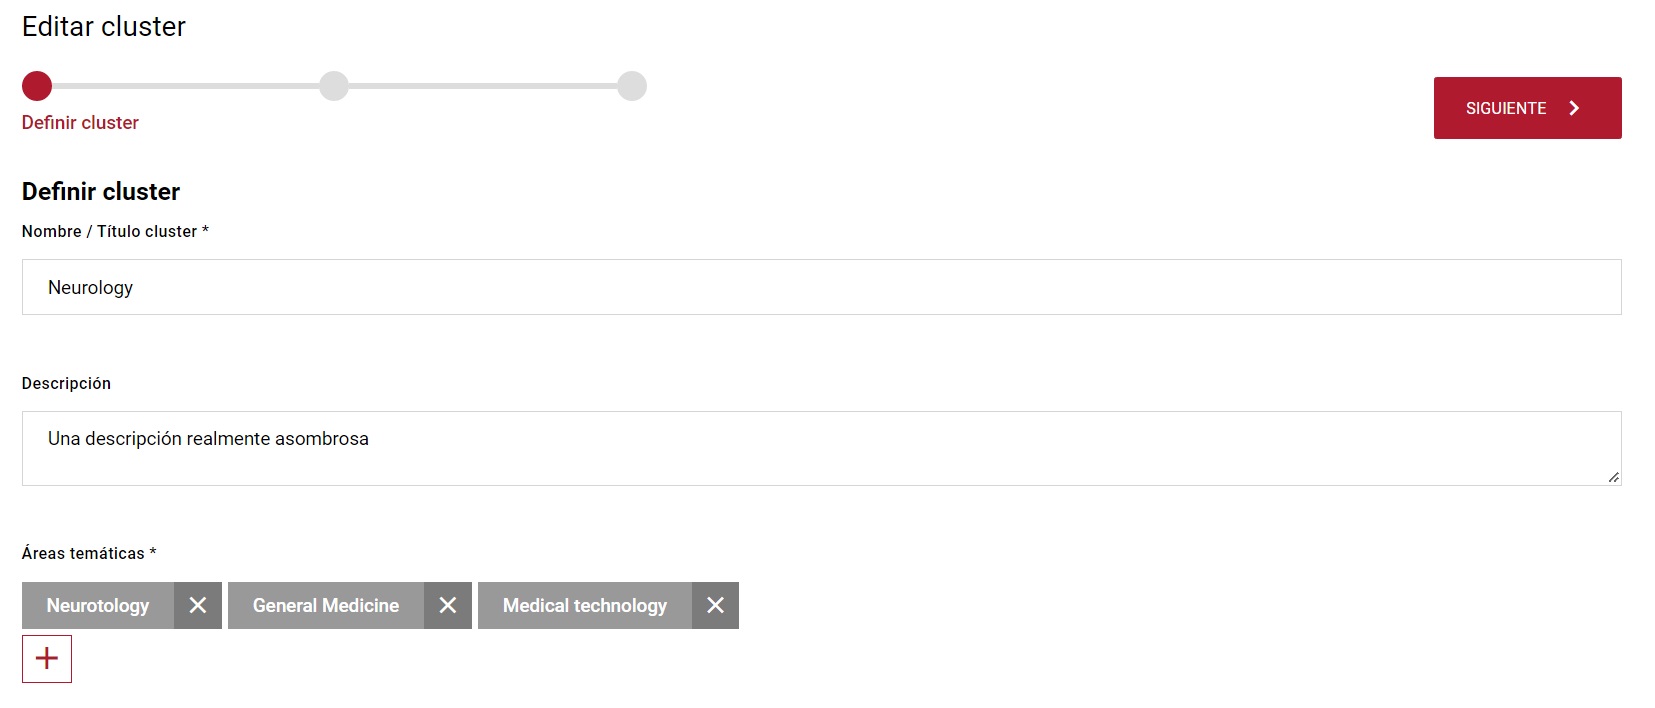 Editar cluster
Definir cluster
SIGUIENTE
Definir cluster
Nombre / Título cluster *
Neurology
Descripción
Una descripción realmente asombrosa
Áreas temáticas *
Neurotology General Medicine Medical technology